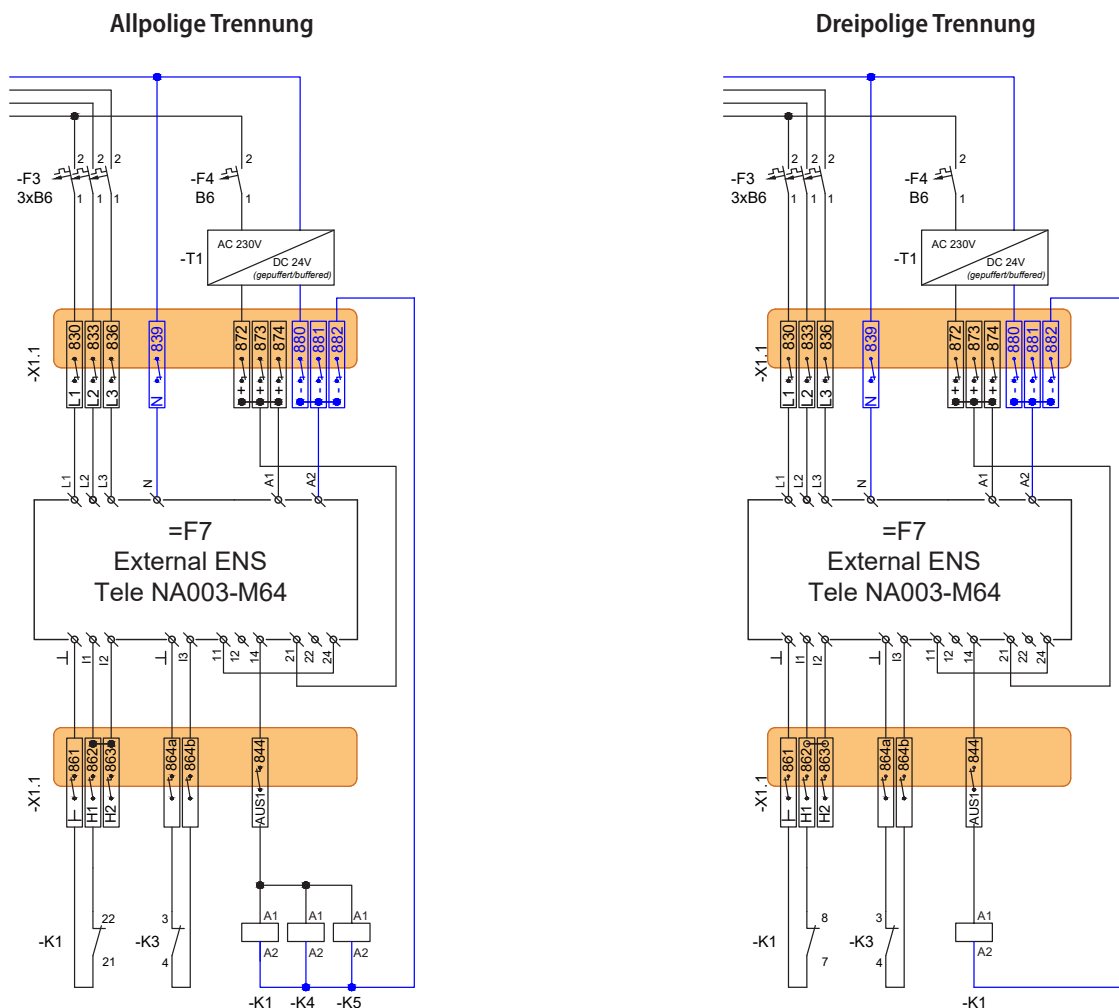 Allpolige Trennung
Dreipolige Trennung
2 2 2 2
-F3
3xB6
1 1 1
-F4
B6
1
AC 230V
-T1
DC 24V
(gepuffert/buffered)
-X1.1
830 833 836 839 872 873 874 880 881 882
L1 L2 L3 N + + + - - -
L1 L2 L3 N A1 A2
=F7
External ENS
Tele NA003-M64
⊥ I1 I2 ⊥ I3 11 12 14 21 22 24
-X1.1
861 862 863 864a 864b 844
⊥ H1 H2 AUS1
22 3 A1 A1 A1
-K1 -K3
21 4 A2 A2 A2
-K1 -K4 -K5
2 2 2 2
-F3
3xB6
1 1 1
-F4
B6
1
AC 230V
-T1
DC 24V
(gepuffert/buffered)
-X1.1
830 833 836 839 872 873 874 880 881 882
L1 L2 L3 N + + + - - -
L1 L2 L3 N A1 A2
=F7
External ENS
Tele NA003-M64
⊥ I1 I2 ⊥ I3 11 12 14 21 22 24
-X1.1
861 862 863 864a 864b 844
⊥ H1 H2 AUS1
8 3 A1
-K1 -K3
7 4 A2
-K1